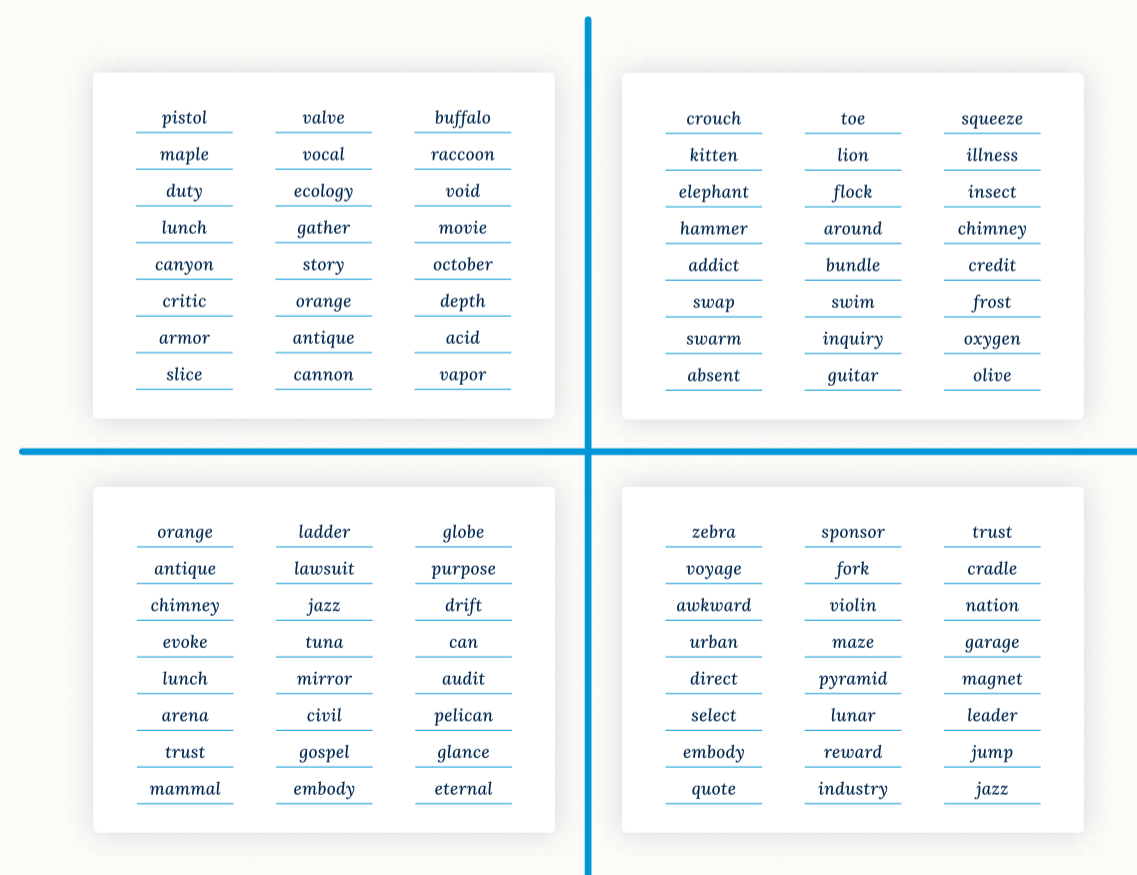 pistol valve buffalo
maple vocal raccoon
duty ecology void
lunch gather movie
canyon story october
critic orange depth
armor antique acid
slice cannon vapor
crouch toe squeeze
kitten lion illness
elephant flock insect
hammer around chimney
addict bundle credit
swap swim frost
swarm inquiry oxygen
absent guitar olive
orange ladder globe
antique lawsuit purpose
chimney jazz drift
evoke tuna can
lunch mirror audit
arena civil pelican
trust gospel glance
mammal embody eternal
zebra sponsor trust
voyage fork cradle
awkward violin nation
urban maze garage
direct pyramid magnet
select lunar leader
embody reward jump
quote industry jazz